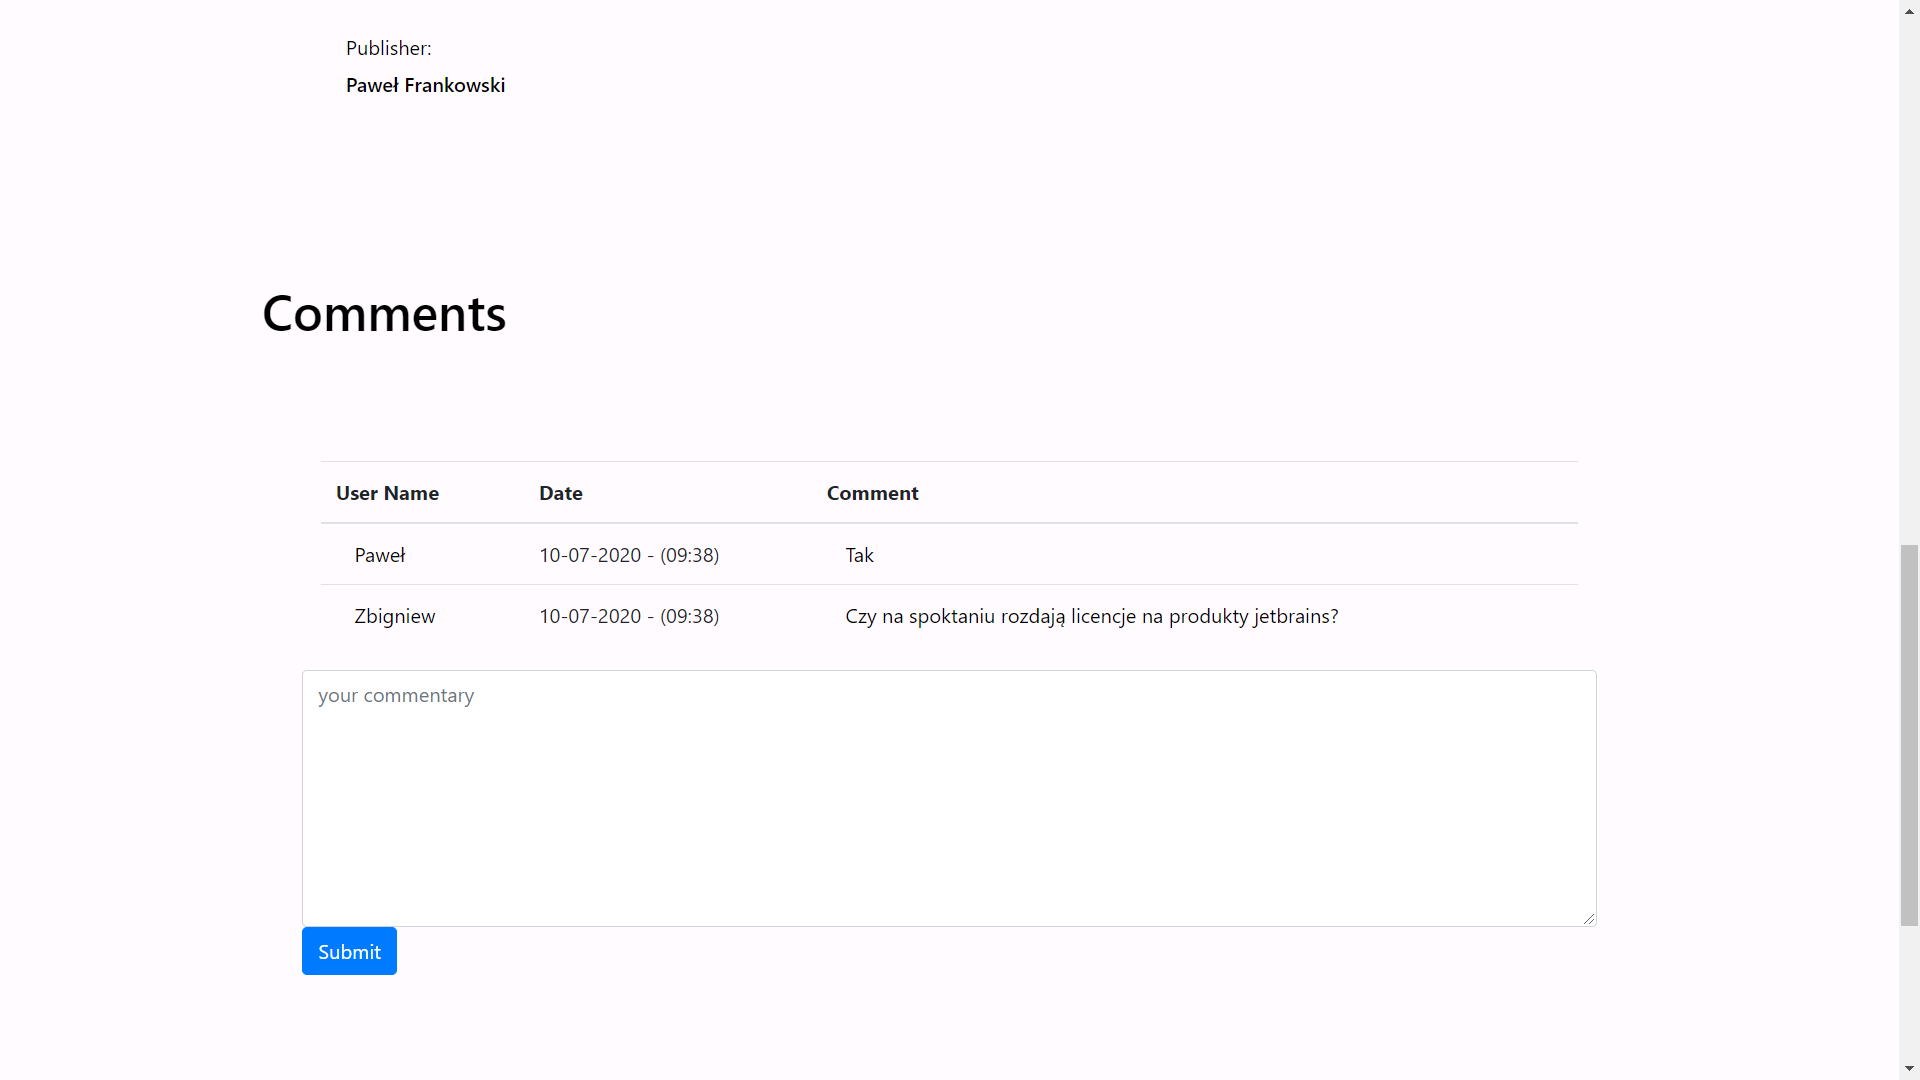 Publisher:
Paweł Frankowski
Comments
User Name Date Comment
Paweł 10-07-2020 - (09:38) Tak
Zbigniew 10-07-2020 - (09:38) Czy na spoktaniu rozdają licencje na produkty jetbrains?
your commentary
Submit